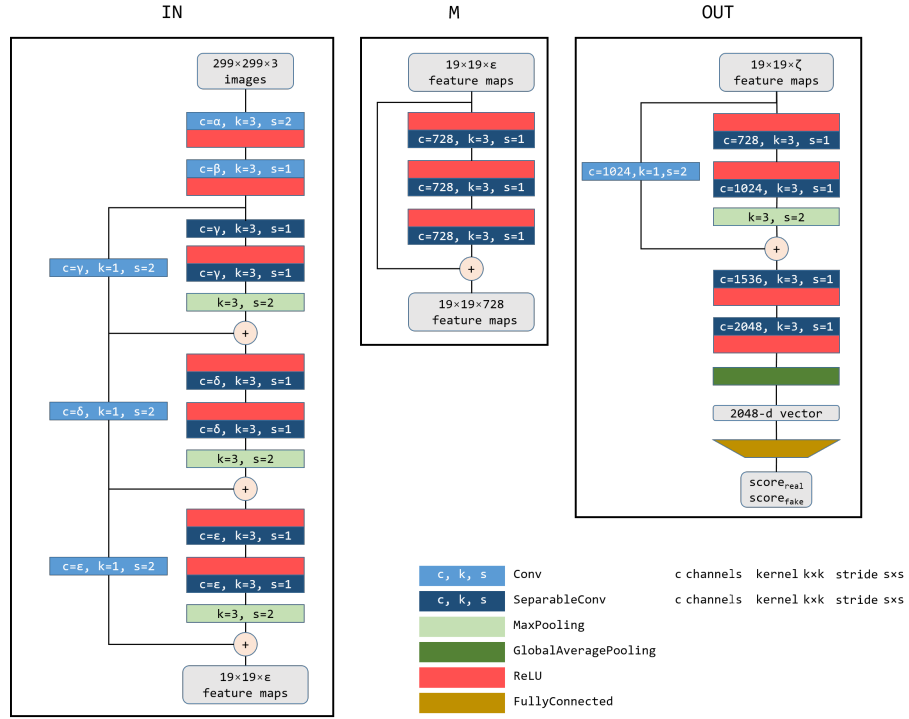 IN
299×299×3
images
c=α, k=3, s=2
c=β, k=3, s=1
c=γ, k=3, s=1
c=γ, k=1, s=2
c=γ, k=3, s=1
k=3, s=2
+
c=δ, k=3, s=1
c=δ, k=1, s=2
c=δ, k=3, s=1
k=3, s=2
+
c=ε, k=3, s=1
c=ε, k=1, s=2
c=ε, k=3, s=1
k=3, s=2
+
19×19×ε
feature maps
M
19×19×ε
feature maps
c=728, k=3, s=1
c=728, k=3, s=1
c=728, k=3, s=1
+
19×19×728
feature maps
OUT
19×19×ζ
feature maps
c=728, k=3, s=1
c=1024,k=1,s=2
c=1024, k=3, s=1
k=3, s=2
+
c=1536, k=3, s=1
c=2048, k=3, s=1
2048-d vector
score real
score fake
c, k, s Conv c channels kernel k×k stride s×s
c, k, s SeparableConv c channels kernel k×k stride s×s
MaxPooling
GlobalAveragePooling
ReLU
FullyConnected